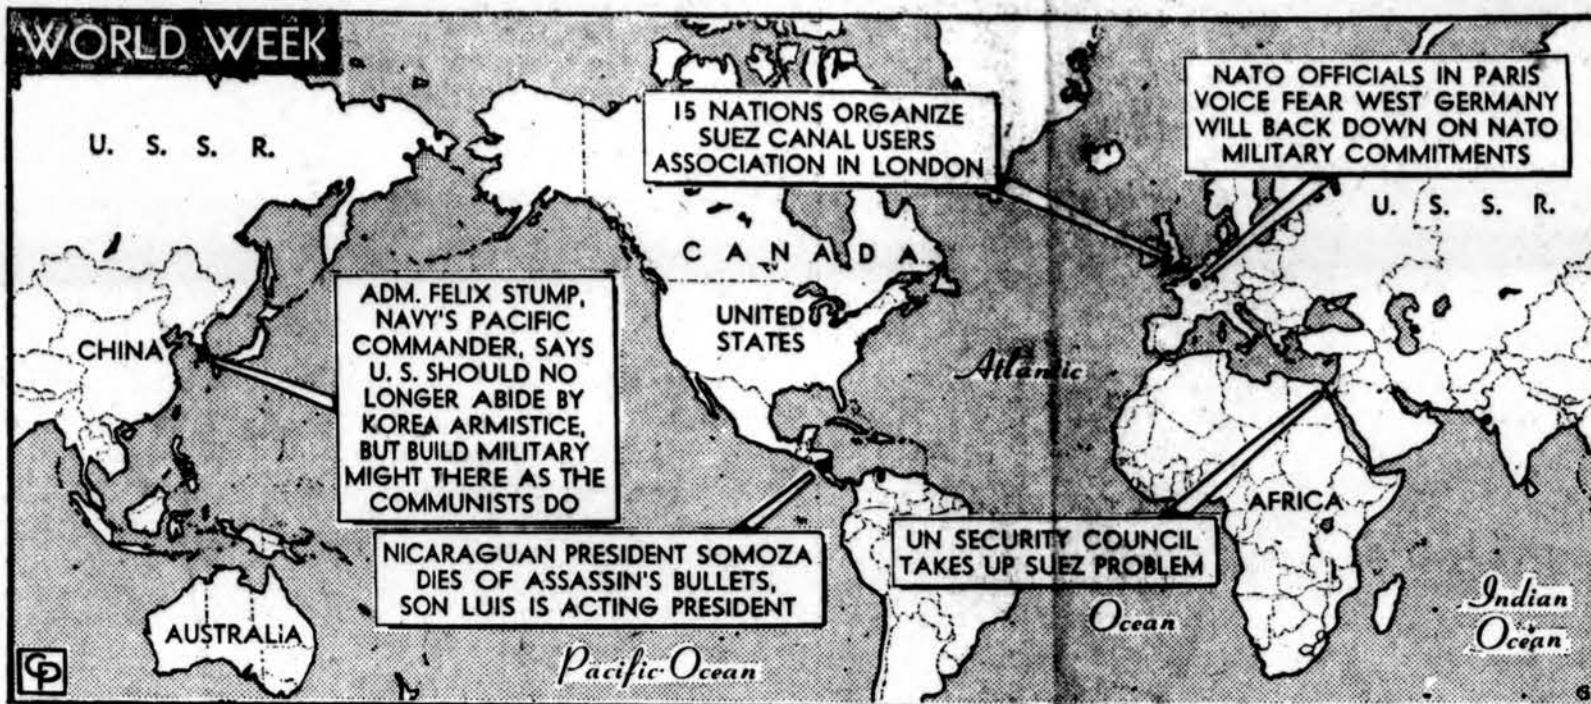 WORLD WEEK
U. S. S. R.
15 NATIONS ORGANIZE
SUEZ CANAL USERS
ASSOCIATION IN LONDON
NATO OFFICIALS IN PARIS
VOICE FEAR WEST GERMANY
WILL BACK DOWN ON NATO
MILITARY COMMITMENTS
U. S. S. R.
CANADA
UNITED
STATES
CHINA
ADM. FELIX STUMP,
NAVY'S PACIFIC
COMMANDER, SAYS
U. S. SHOULD NO
LONGER ABIDE BY
KOREA ARMISTICE,
BUT BUILD MILITARY
MIGHT THERE AS THE
COMMUNISTS DO
Atlantic
AFRICA
NICARAGUAN PRESIDENT SOMOZA
DIES OF ASSASSIN'S BULLETS,
SON LUIS IS ACTING PRESIDENT
UN SECURITY COUNCIL
TAKES UP SUEZ PROBLEM
AUSTRALIA
Pacific Ocean
Ocean
Indian
Ocean
CP